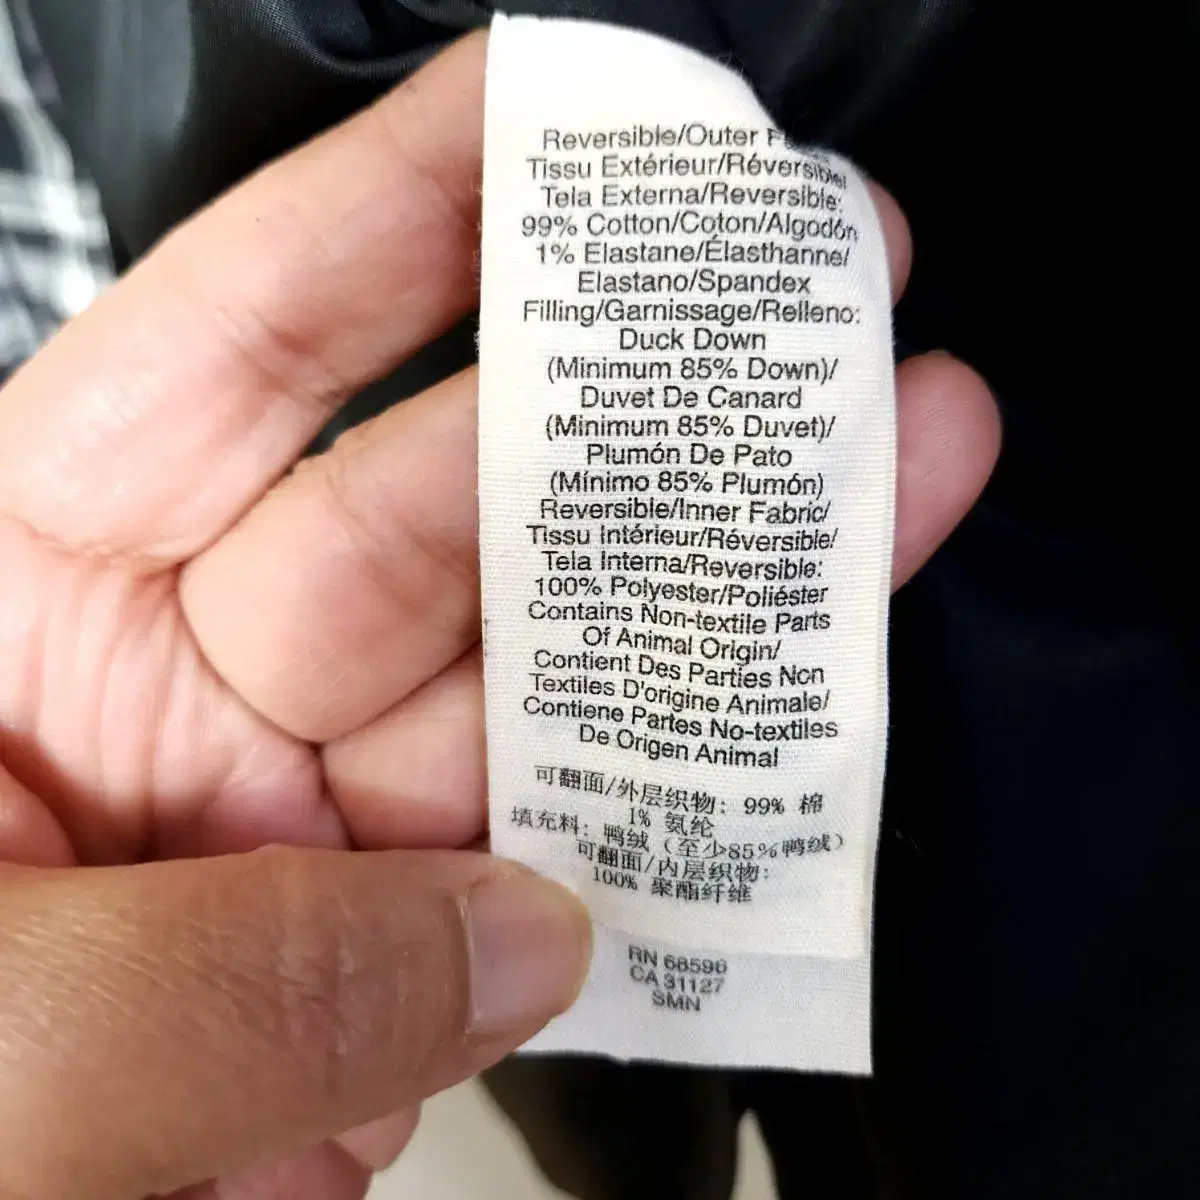 Reversible/Outer
Tissu Extérieur/Réversible/
Tela Externa/Reversible:
99% Cotton/Coton/Algodón
1% Elastane/Élasthanne/
Elastano/Spandex
Filling/Garnissage/Relleno:
Duck Down
(Minimum 85% Down)/
Duvet De Canard
(Minimum 85% Duvet)/
Plumón De Pato
(Mínimo 85% Plumón)
Reversible/Inner Fabric/
Tissu Intérieur/Réversible/
Tela Interna/Reversible:
100% Polyester/Poliéster
Contains Non-textile Parts
Of Animal Origin/
Contient Des Parties Non
Textiles D'origine Animale/
Contiene Partes No-textiles
De Origen Animal
可翻面/外层织物: 99% 棉
1% 氨纶
填充料: 鸭绒 (至少85%鸭绒)
可翻面/内层织物:
100% 聚酯纤维
RN 68596
CA 31127
SMN